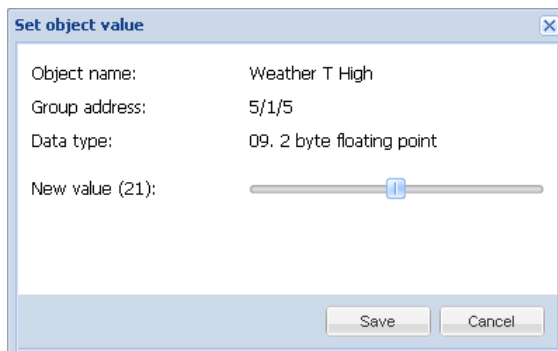 Set object value
Object name: Weather T High
Group address: 5/1/5
Data type: 09. 2 byte floating point
New value (21):
Save Cancel